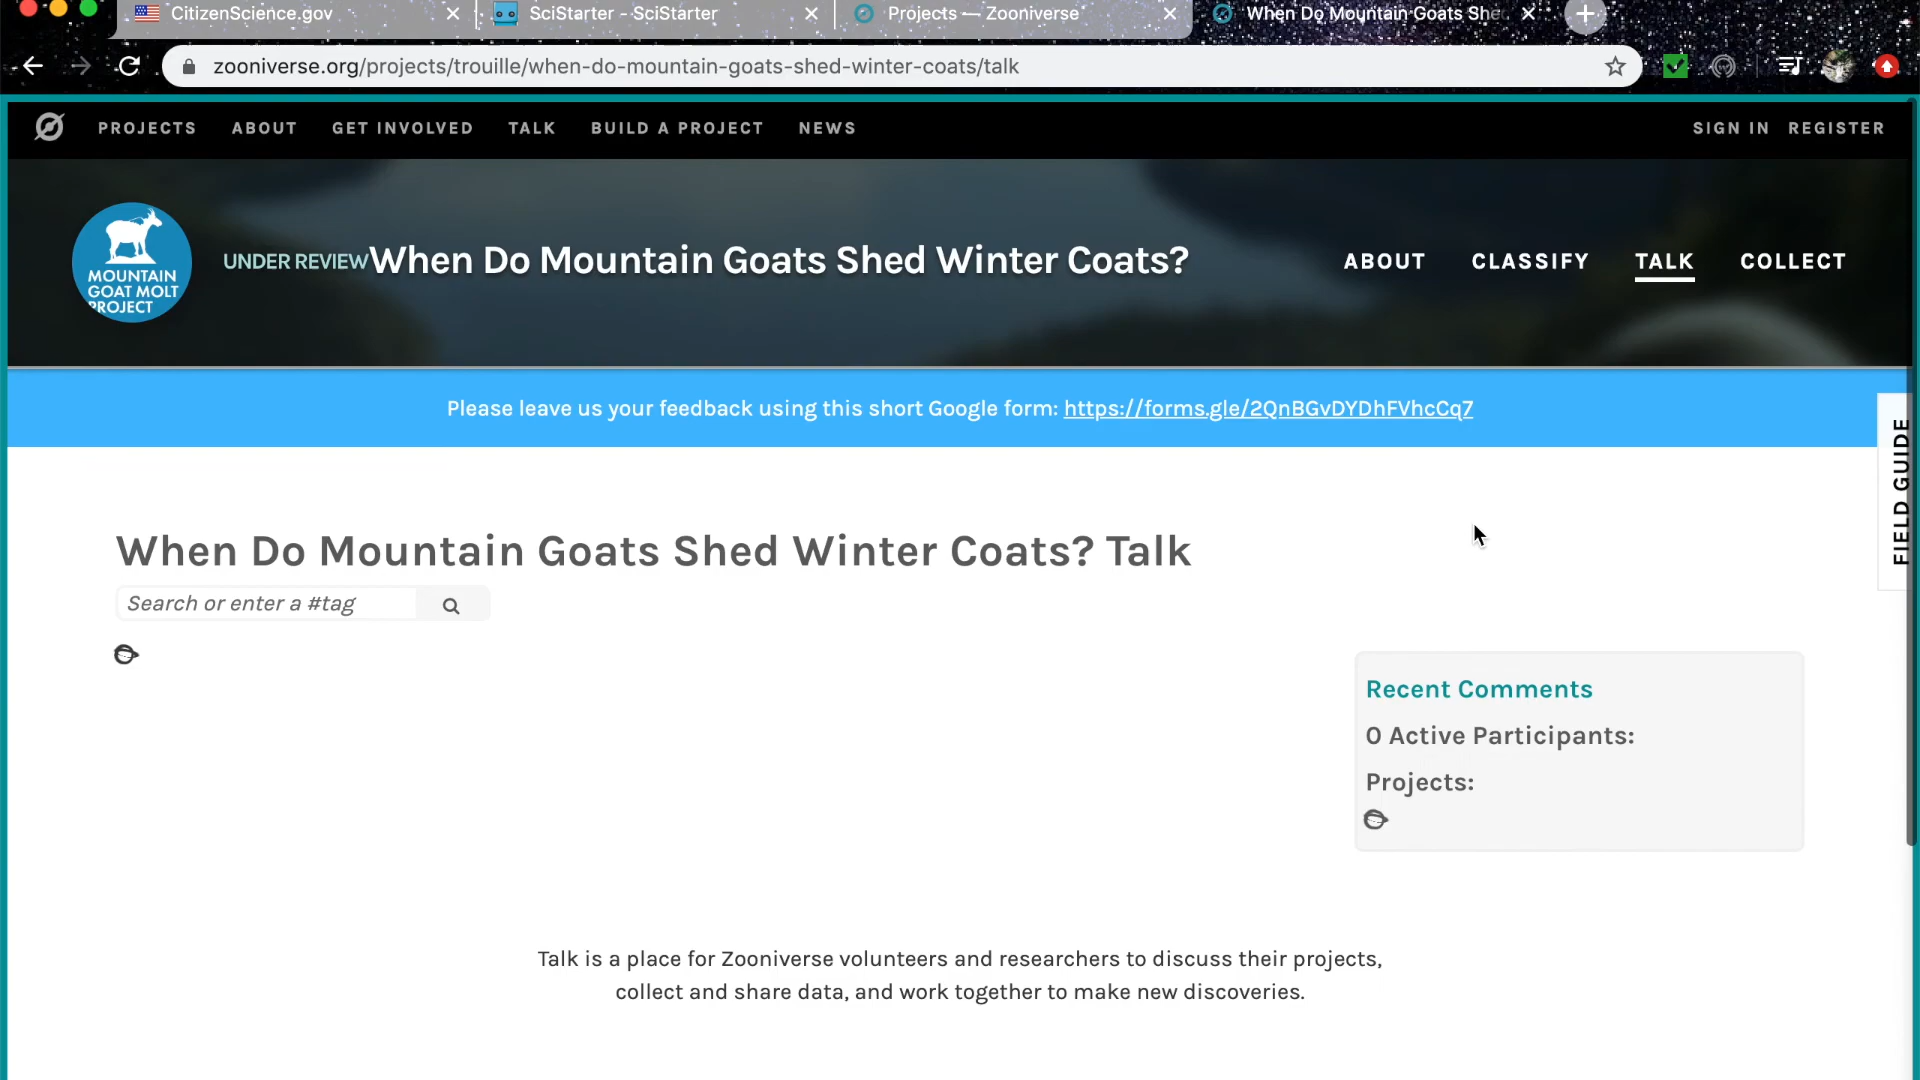 CitizenScience.gov
SciStarter - SciStarter
Projects — Zooniverse
When Do Mountain Goats She
zooniverse.org/projects/trouille/when-do-mountain-goats-shed-winter-coats/talk
PROJECTS ABOUT GET INVOLVED TALK BUILD A PROJECT NEWS SIGN IN REGISTER
MOUNTAIN
GOAT MOLT
PROJECT
UNDER REVIEW When Do Mountain Goats Shed Winter Coats?
ABOUT CLASSIFY TALK COLLECT
Please leave us your feedback using this short Google form: https://forms.gle/2QnBGvDYDhFVhcCq7
FIELD GUIDE
When Do Mountain Goats Shed Winter Coats? Talk
Search or enter a #tag
Recent Comments
0 Active Participants:
Projects:
Talk is a place for Zooniverse volunteers and researchers to discuss their projects,
collect and share data, and work together to make new discoveries.